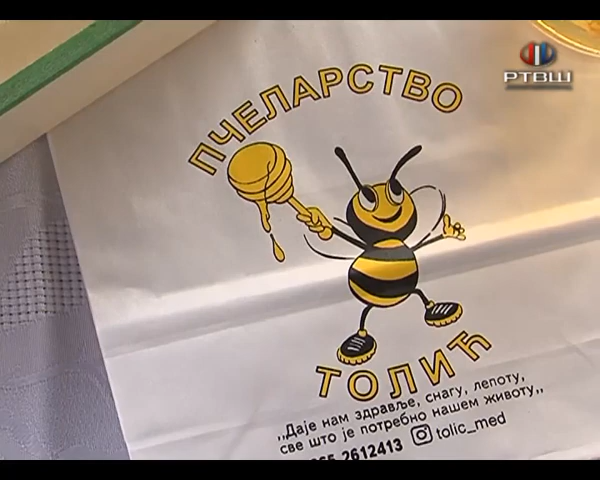 РТВШ
ПЧЕЛАРСТВО
ТОЛИЋ
„Даје нам здравље, снагу, лепоту,
све што је потребно нашем животу„
2612413 tolic_med